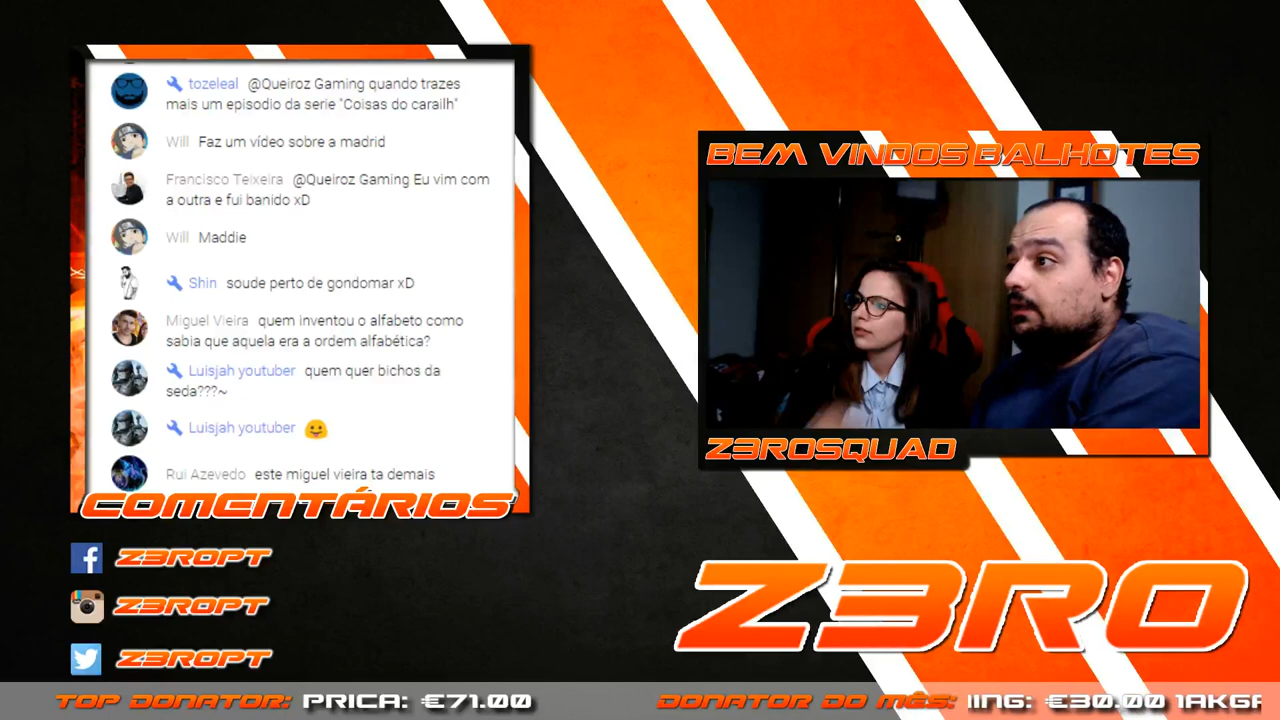 tozeleal @Queiroz Gaming quando trazes
mais um episodio da serie "Coisas do carailh"
Will Faz um vídeo sobre a madrid
Francisco Teixeira @Queiroz Gaming Eu vim com
a outra e fui banido xD
Will Maddie
Shin soude perto de gondomar xD
Miguel Vieira quem inventou o alfabeto como
sabia que aquela era a ordem alfabética?
Luisjah youtuber quem quer bichos da
seda???~
Luisjah youtuber 😛
Rui Azevedo este miguel vieira ta demais
COMENTÁRIOS
Z3ROPT
Z3ROPT
Z3ROPT
BEM VINDOS BALHOTES
Z3ROSQUAD
Z3RO
TOP DONATOR: PRICA: €71.00
DONATOR DO MÊS: IING: €30.00 1AKGF